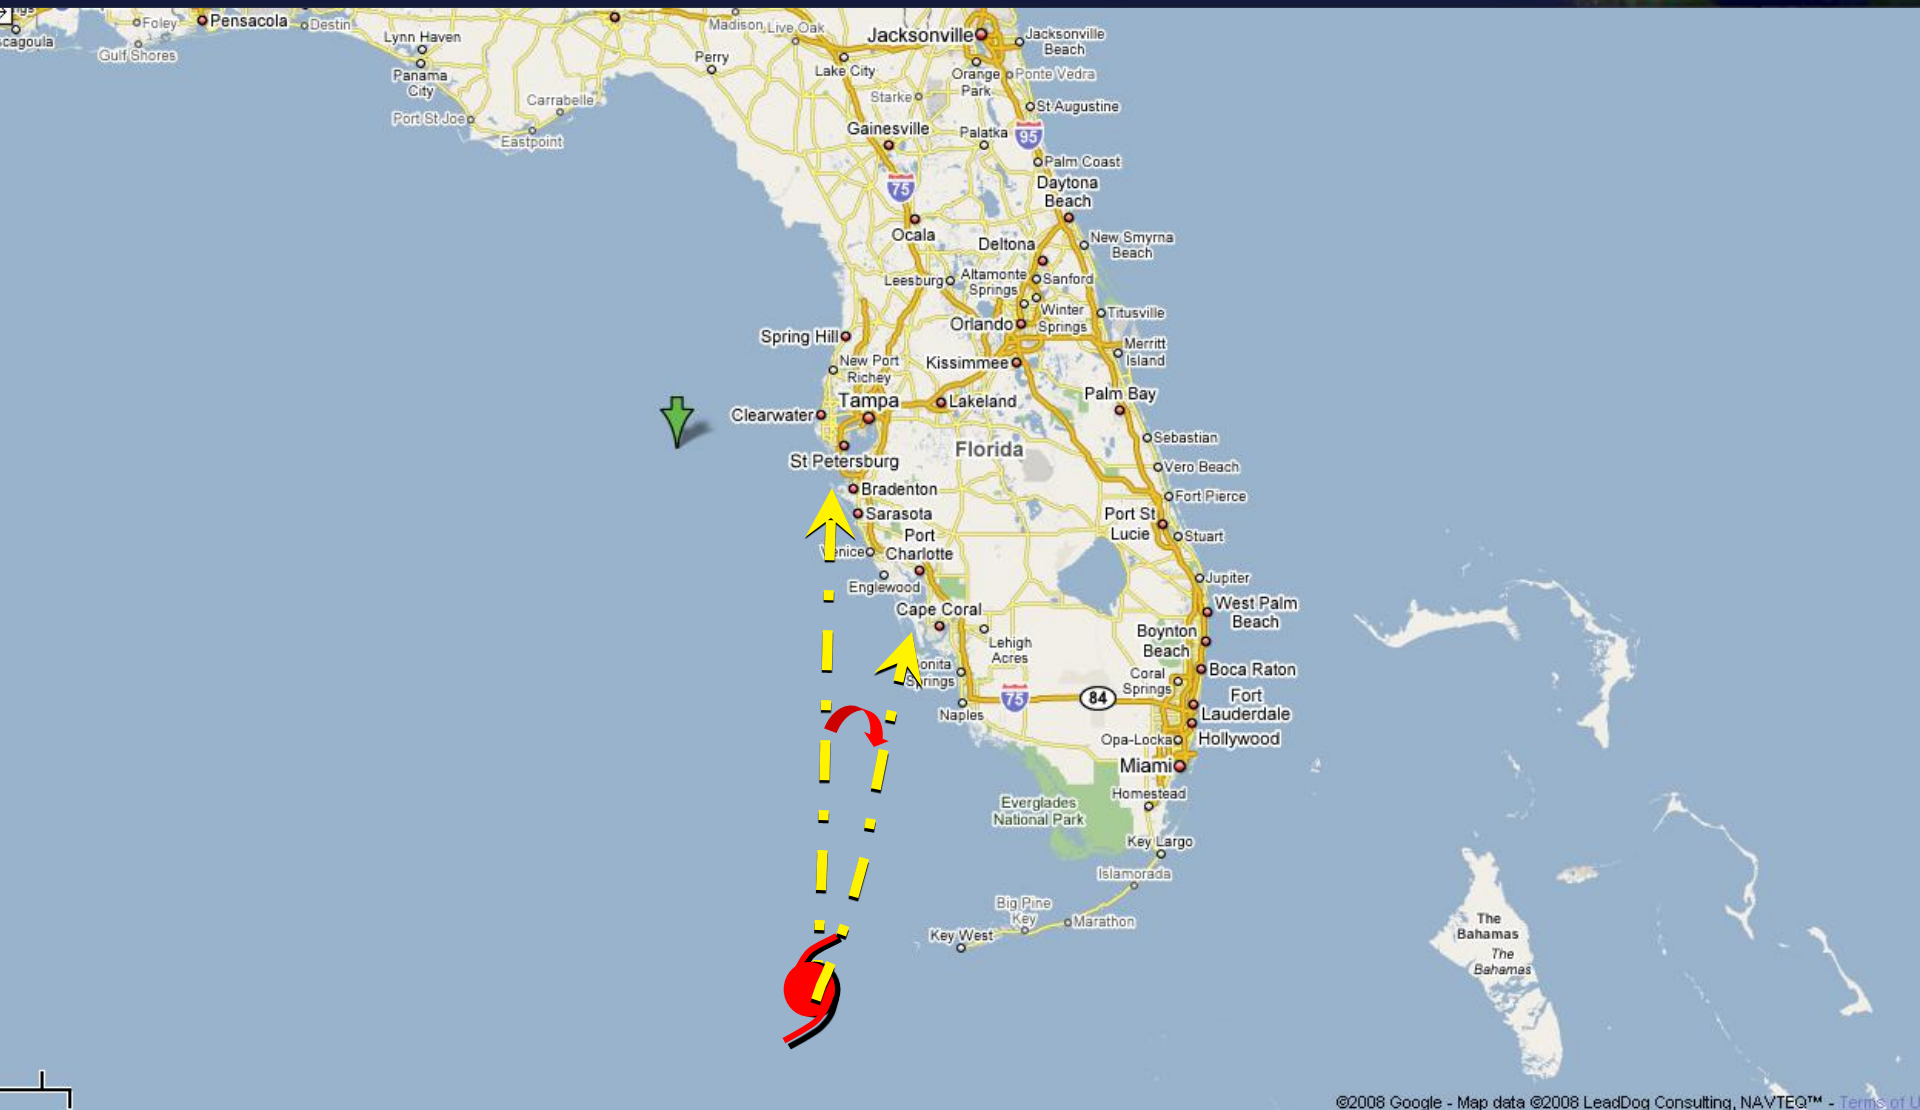 Pensacola
Foley
Destin
cagoula
Gulf Shores
Lynn Haven
Panama
City
Port St Joe
Carrabelle
Eastpoint
Madison
Live Oak
Perry
Lake City
Jacksonville
Jacksonville
Beach
Orange
Park
Ponte Vedra
Starke
St Augustine
Gainesville
Palatka
95
Palm Coast
75
Daytona
Beach
Ocala
Deltona
New Smyrna
Beach
Leesburg
Altamonte
Springs
Sanford
Winter
Springs
Titusville
Orlando
Spring Hill
Merritt
Island
New Port
Richey
Kissimmee
Tampa
Lakeland
Palm Bay
Clearwater
Sebastian
Florida
St Petersburg
Vero Beach
Bradenton
Fort Pierce
Sarasota
Port St
Lucie
Port
Charlotte
Stuart
enice
Englewood
Jupiter
Cape Coral
West Palm
Beach
Lehigh
Acres
Boynton
Beach
onita
Springs
Boca Raton
Coral
Springs
75
84
Fort
Lauderdale
Naples
Opa-Locka
Hollywood
Miami
Homestead
Everglades
National Park
Key Largo
Islamorada
Big Pine
Key
Marathon
Key West
The
Bahamas
The
Bahamas
©2008 Google - Map data ©2008 LeadDog Consulting, NAVTEQ™ - Terms of U